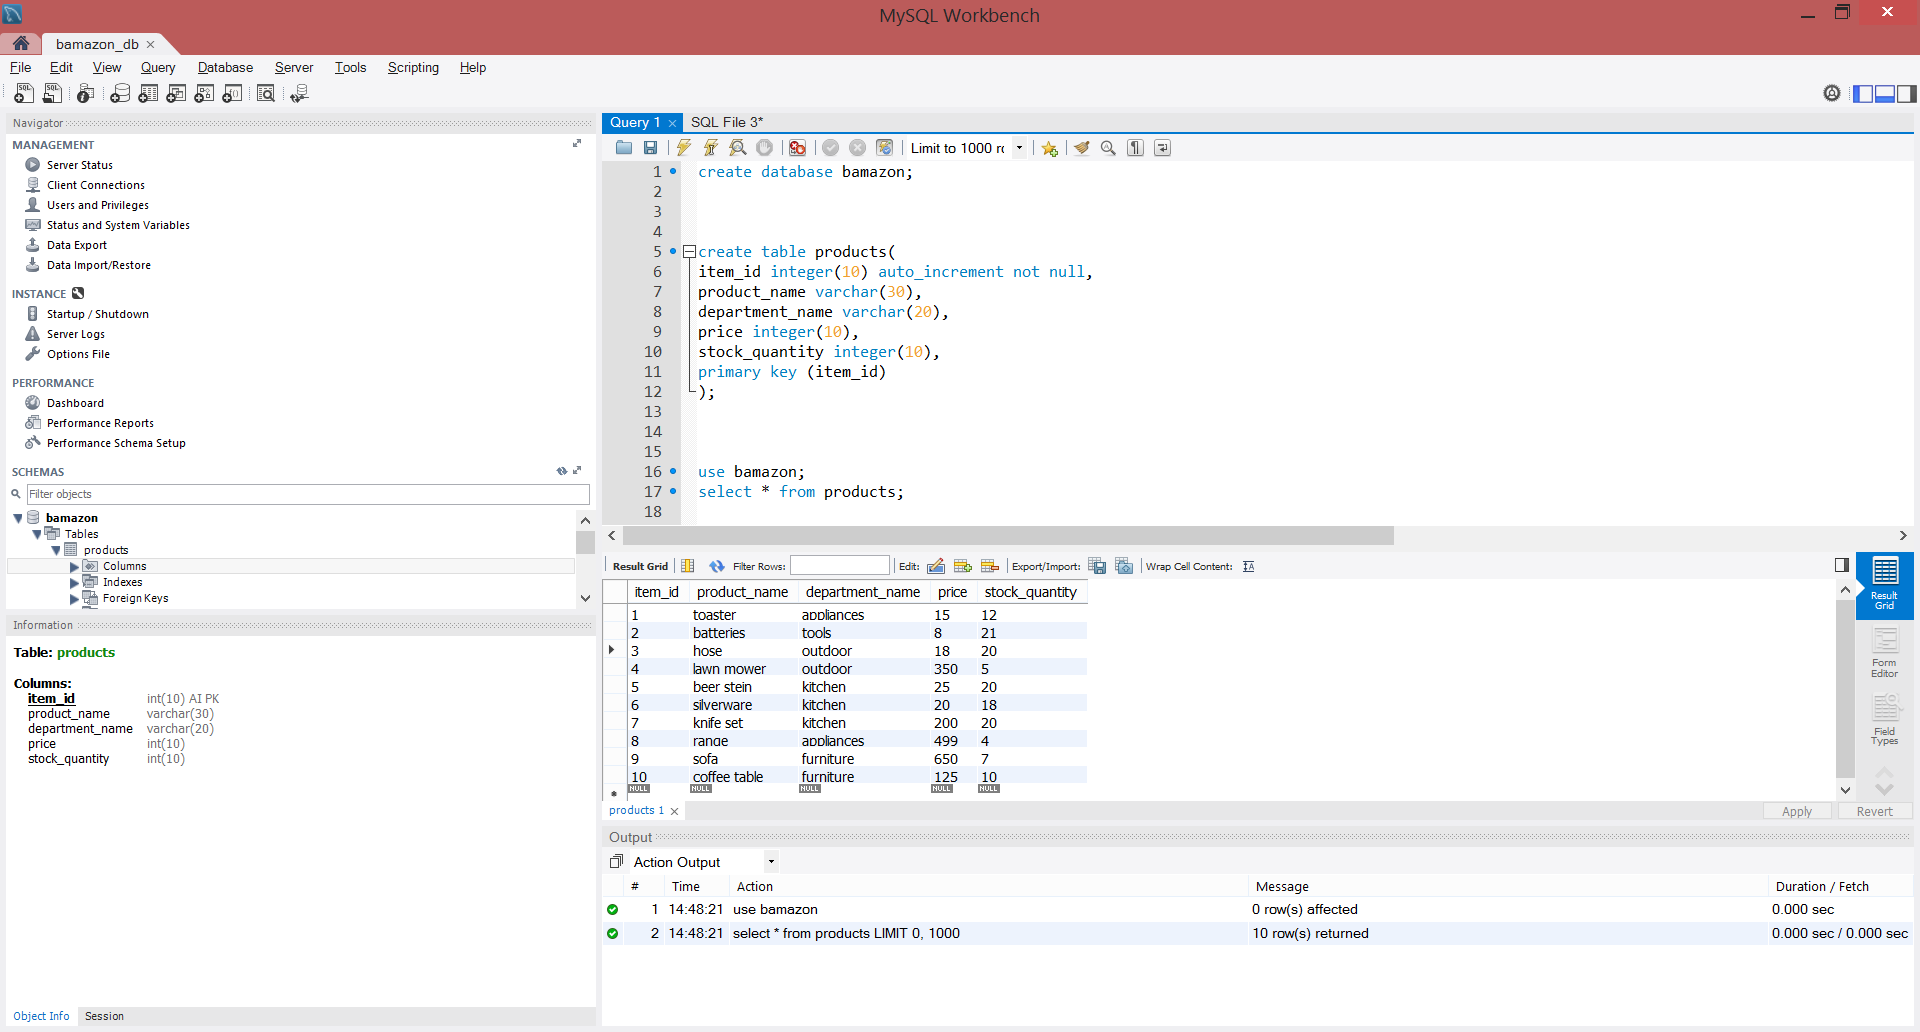 MySQL Workbench
bamazon_db
File Edit View Query Database Server Tools Scripting Help
Navigator
MANAGEMENT
Server Status
Client Connections
Users and Privileges
Status and System Variables
Data Export
Data Import/Restore
INSTANCE
Startup / Shutdown
Server Logs
Options File
PERFORMANCE
Dashboard
Performance Reports
Performance Schema Setup
SCHEMAS
Filter objects
bamazon
Tables
products
Columns
Indexes
Foreign Keys
Information
Table: products
Columns:
item_id int(10) AI PK
product_name varchar(30)
department_name varchar(20)
price int(10)
stock_quantity int(10)
Object Info Session
Query 1 SQL File 3*
Limit to 1000 rc
1 create database bamazon;
2
3
4
5 create table products(
6 item_id integer(10) auto_increment not null,
7 product_name varchar(30),
8 department_name varchar(20),
9 price integer(10),
10 stock_quantity integer(10),
11 primary key (item_id)
12 );
13
14
15
16 use bamazon;
17 select * from products;
18
Result Grid Filter Rows: Edit: Export/Import: Wrap Cell Content:
item_id product_name department_name price stock_quantity
1 toaster appliances 15 12
2 batteries tools 8 21
3 hose outdoor 18 20
4 lawn mower outdoor 350 5
5 beer stein kitchen 25 20
6 silverware kitchen 20 18
7 knife set kitchen 200 20
8 range appliances 499 4
9 sofa furniture 650 7
10 coffee table furniture 125 10
NULL NULL NULL NULL NULL
Result
Grid
Form
Editor
Field
Types
products 1
Apply Revert
Output
Action Output
# Time Action Message Duration / Fetch
1 14:48:21 use bamazon 0 row(s) affected 0.000 sec
2 14:48:21 select * from products LIMIT 0, 1000 10 row(s) returned 0.000 sec / 0.000 sec